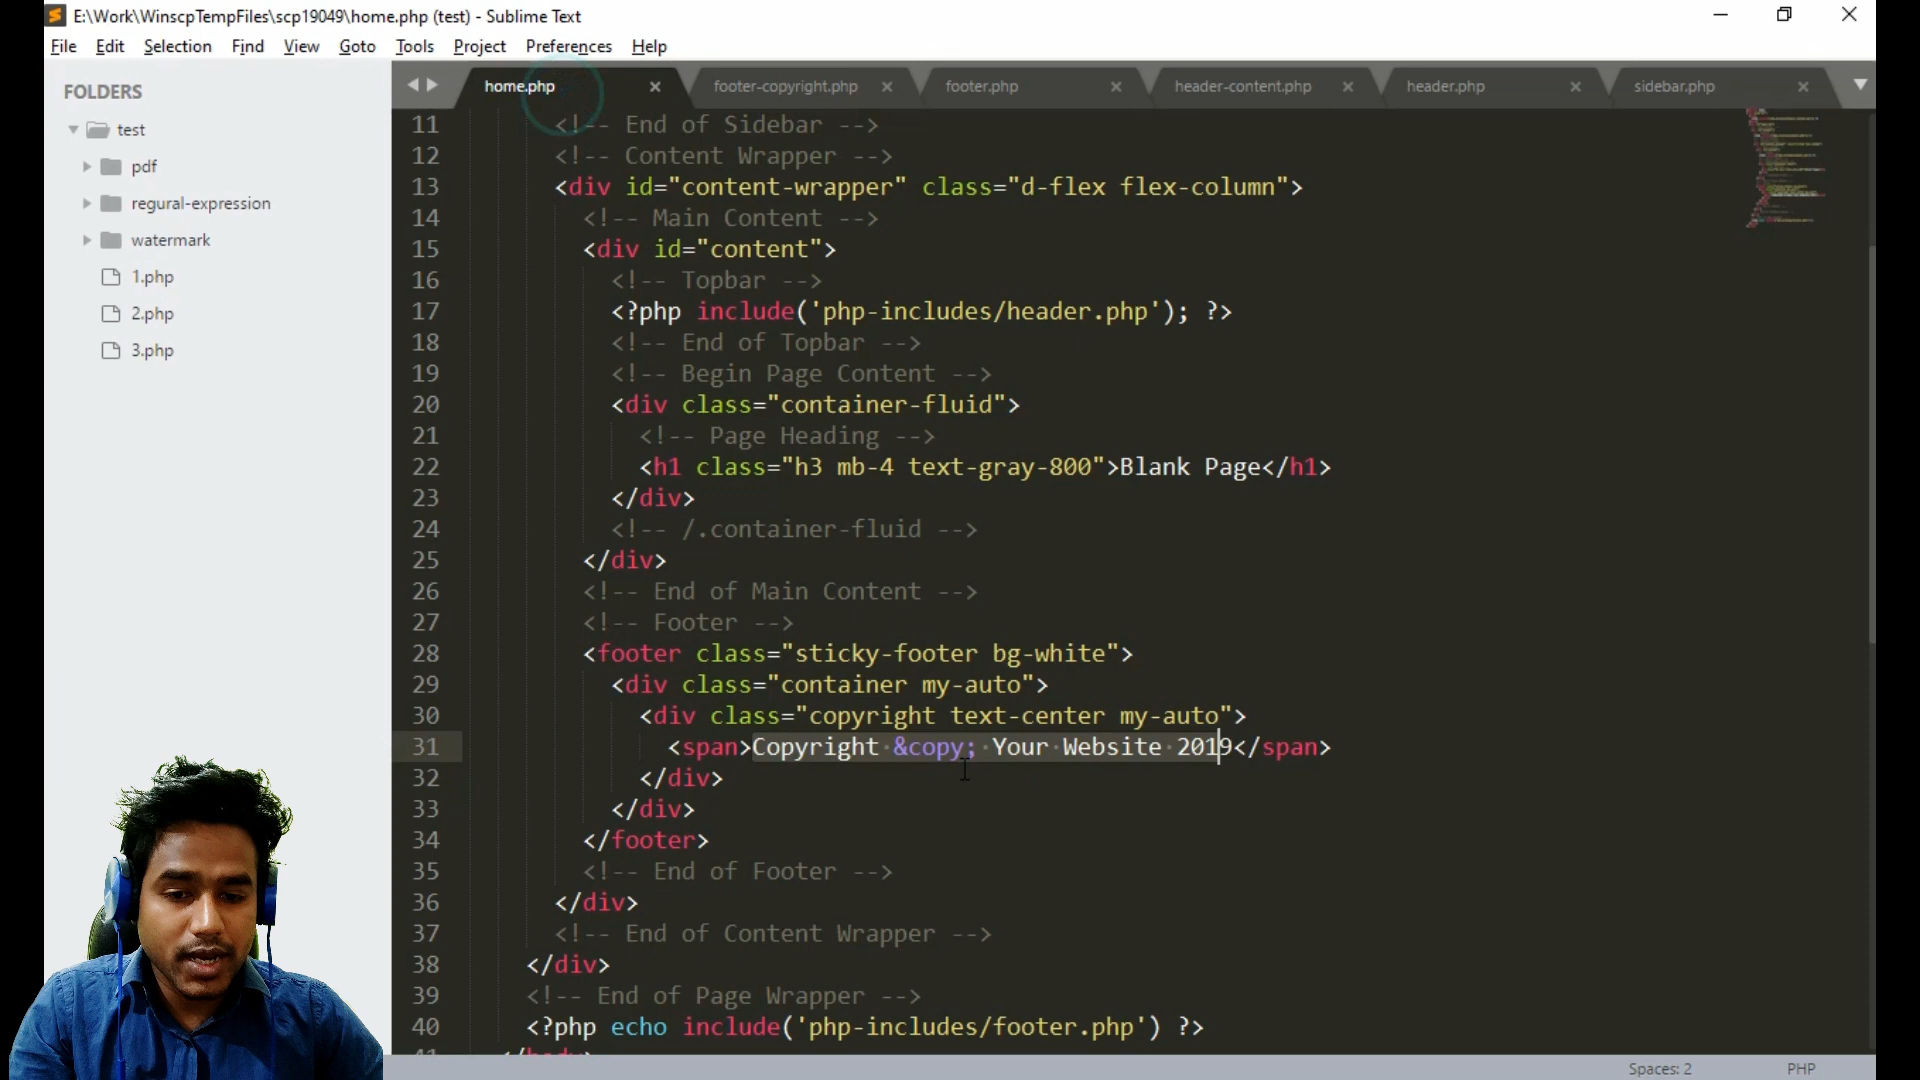 E:\Work\WinscpTempFiles\scp19049\home.php (test) - Sublime Text
File Edit Selection Find View Goto Tools Project Preferences Help
FOLDERS
test
pdf
regural-expression
watermark
1.php
2.php
3.php
home.php footer-copyright.php footer.php header-content.php header.php sidebar.php
11 <!-- End of Sidebar -->
12 <!-- Content Wrapper -->
13 <div id="content-wrapper" class="d-flex flex-column">
14 <!-- Main Content -->
15 <div id="content">
16 <!-- Topbar -->
17 <?php include('php-includes/header.php'); ?>
18 <!-- End of Topbar -->
19 <!-- Begin Page Content -->
20 <div class="container-fluid">
21 <!-- Page Heading -->
22 <h1 class="h3 mb-4 text-gray-800">Blank Page</h1>
23 </div>
24 <!-- /.container-fluid -->
25 </div>
26 <!-- End of Main Content -->
27 <!-- Footer -->
28 <footer class="sticky-footer bg-white">
29 <div class="container my-auto">
30 <div class="copyright text-center my-auto">
31 <span>Copyright &copy; Your Website 2019</span>
32 </div>
33 </div>
34 </footer>
35 <!-- End of Footer -->
36 </div>
37 <!-- End of Content Wrapper -->
38 </div>
39 <!-- End of Page Wrapper -->
40 <?php echo include('php-includes/footer.php') ?>
Spaces: 2 PHP